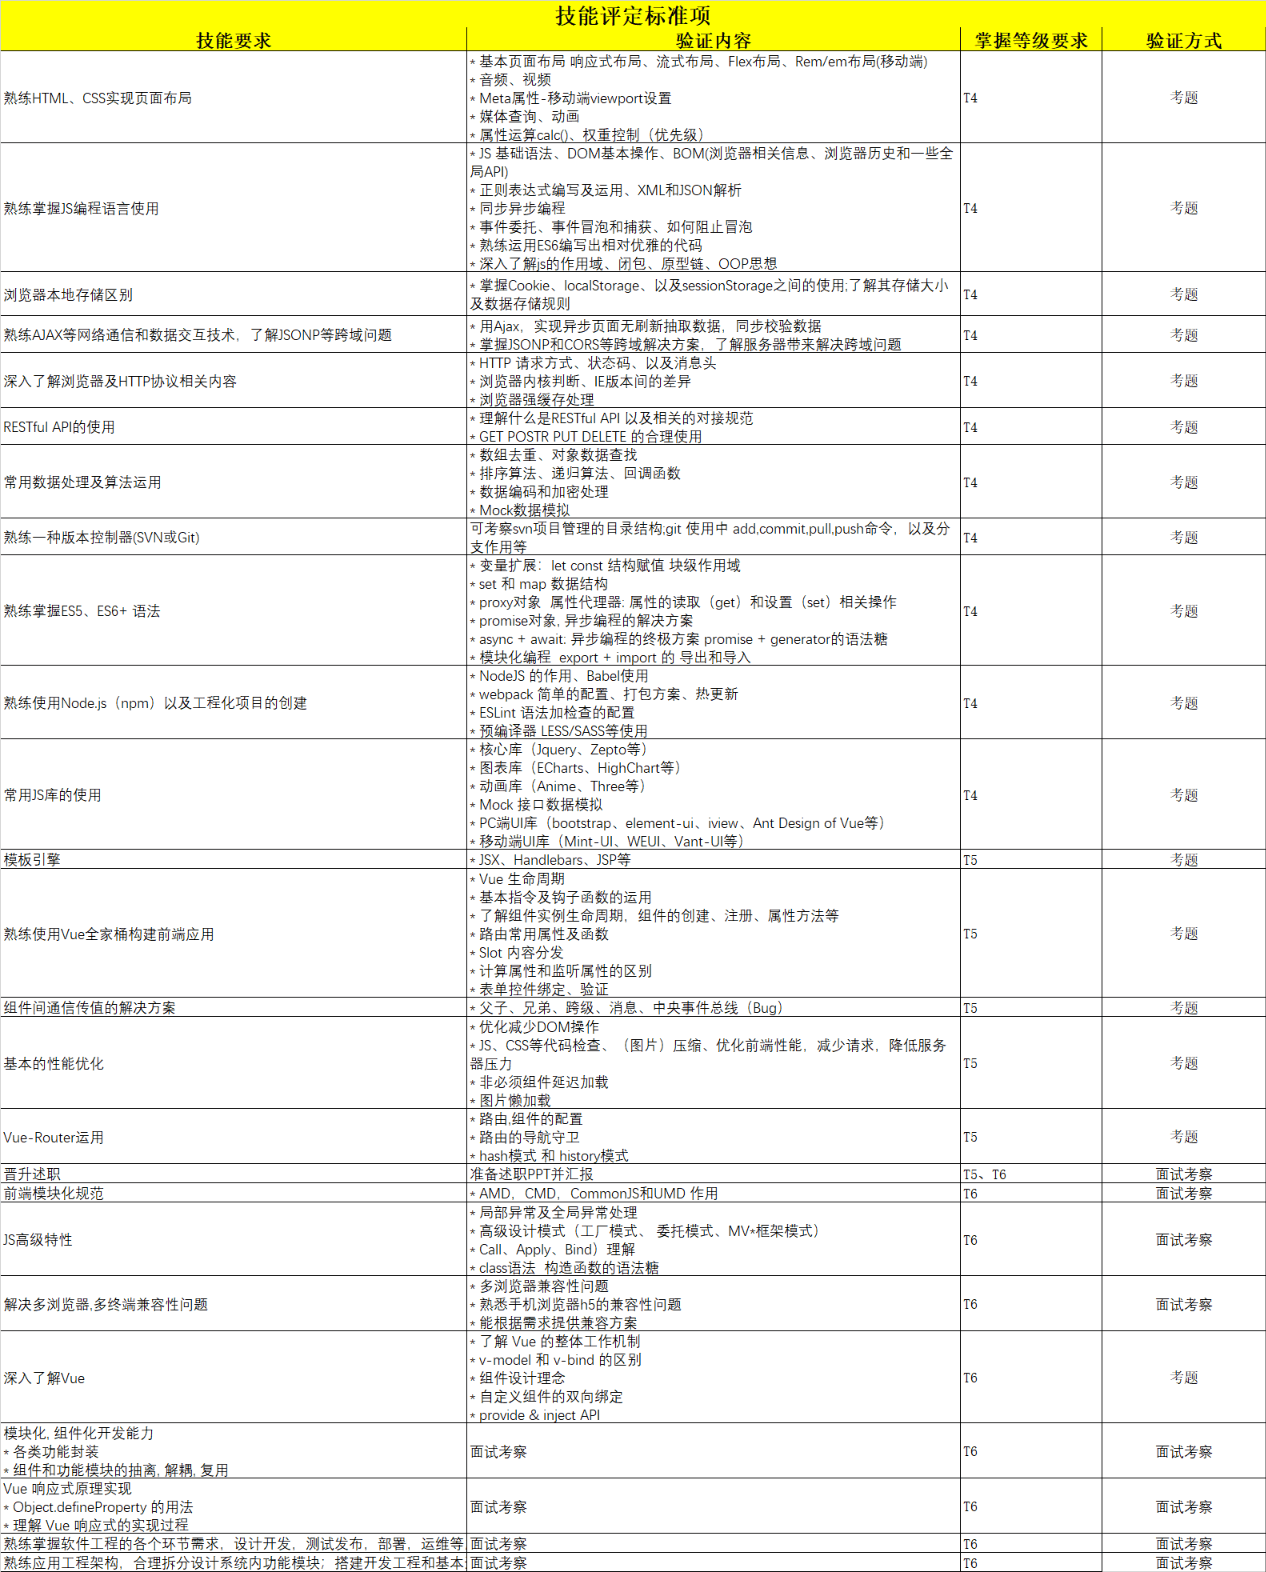 技能评定标准项
技能要求 验证内容 掌握等级要求 验证方式
熟练HTML、CSS实现页面布局
* 基本页面布局 响应式布局、流式布局、Flex布局、Rem/em布局(移动端)
* 音频、视频
* Meta属性-移动端viewport设置
* 媒体查询、动画
* 属性运算calc()、权重控制（优先级）
T4 考题
熟练掌握JS编程语言使用
* JS 基础语法、DOM基本操作、BOM(浏览器相关信息、浏览器历史和一些全
局API)
* 正则表达式编写及运用、XML和JSON解析
* 同步异步编程
* 事件委托、事件冒泡和捕获、如何阻止冒泡
* 熟练运用ES6编写出相对优雅的代码
* 深入了解js的作用域、闭包、原型链、OOP思想
T4 考题
浏览器本地存储区别
* 掌握Cookie、localStorage、以及sessionStorage之间的使用;了解其存储大小
及数据存储规则
T4 考题
熟练AJAX等网络通信和数据交互技术，了解JSONP等跨域问题
* 用Ajax，实现异步页面无刷新抽取数据，同步校验数据
* 掌握JSONP和CORS等跨域解决方案，了解服务器带来解决跨域问题
T4 考题
深入了解浏览器及HTTP协议相关内容
* HTTP 请求方式、状态码、以及消息头
* 浏览器内核判断、IE版本间的差异
* 浏览器强缓存处理
T4 考题
RESTful API的使用
* 理解什么是RESTful API 以及相关的对接规范
* GET POSTR PUT DELETE 的合理使用
T4 考题
常用数据处理及算法运用
* 数组去重、对象数据查找
* 排序算法、递归算法、回调函数
* 数据编码和加密处理
* Mock数据模拟
T4 考题
熟练一种版本控制器(SVN或Git)
可考察svn项目管理的目录结构;git 使用中 add,commit,pull,push命令，以及分
支作用等
T4 考题
熟练掌握ES5、ES6+ 语法
* 变量扩展：let const 结构赋值 块级作用域
* set 和 map 数据结构
* proxy对象 属性代理器: 属性的读取（get）和设置（set）相关操作
* promise对象, 异步编程的解决方案
* async + await: 异步编程的终极方案 promise + generator的语法糖
* 模块化编程 export + import 的 导出和导入
T4 考题
熟练使用Node.js（npm）以及工程化项目的创建
* NodeJS 的作用、Babel使用
* webpack 简单的配置、打包方案、热更新
* ESLint 语法加检查的配置
* 预编译器 LESS/SASS等使用
T4 考题
常用JS库的使用
* 核心库（Jquery、Zepto等）
* 图表库（ECharts、HighChart等）
* 动画库（Anime、Three等）
* Mock 接口数据模拟
* PC端UI库（bootstrap、element-ui、iview、Ant Design of Vue等）
* 移动端UI库（Mint-UI、WEUI、Vant-UI等）
T4 考题
模板引擎 * JSX、Handlebars、JSP等 T5 考题
熟练使用Vue全家桶构建前端应用
* Vue 生命周期
* 基本指令及钩子函数的运用
* 了解组件实例生命周期，组件的创建、注册、属性方法等
* 路由常用属性及函数
* Slot 内容分发
* 计算属性和监听属性的区别
* 表单控件绑定、验证
T5 考题
组件间通信传值的解决方案 * 父子、兄弟、跨级、消息、中央事件总线（Bug） T5 考题
基本的性能优化
* 优化减少DOM操作
* JS、CSS等代码检查、（图片）压缩、优化前端性能，减少请求，降低服务
器压力
* 非必须组件延迟加载
* 图片懒加载
T5 考题
Vue-Router运用
* 路由,组件的配置
* 路由的导航守卫
* hash模式 和 history模式
T5 考题
晋升述职 准备述职PPT并汇报 T5、T6 面试考察
前端模块化规范 * AMD，CMD，CommonJS和UMD 作用 T6 面试考察
JS高级特性
* 局部异常及全局异常处理
* 高级设计模式（工厂模式、 委托模式、MV*框架模式）
* Call、Apply、Bind）理解
* class语法 构造函数的语法糖
T6 面试考察
解决多浏览器,多终端兼容性问题
* 多浏览器兼容性问题
* 熟悉手机浏览器h5的兼容性问题
* 能根据需求提供兼容方案
T6 面试考察
深入了解Vue
* 了解 Vue 的整体工作机制
* v-model 和 v-bind 的区别
* 组件设计理念
* 自定义组件的双向绑定
* provide & inject API
T6 考题
模块化, 组件化开发能力
* 各类功能封装
* 组件和功能模块的抽离, 解耦, 复用
面试考察 T6 面试考察
Vue 响应式原理实现
* Object.defineProperty 的用法
* 理解 Vue 响应式的实现过程
面试考察 T6 面试考察
熟练掌握软件工程的各个环节需求，设计开发，测试发布，部署，运维等 面试考察 T6 面试考察
熟练应用工程架构，合理拆分设计系统内功能模块；搭建开发工程和基本 面试考察 T6 面试考察